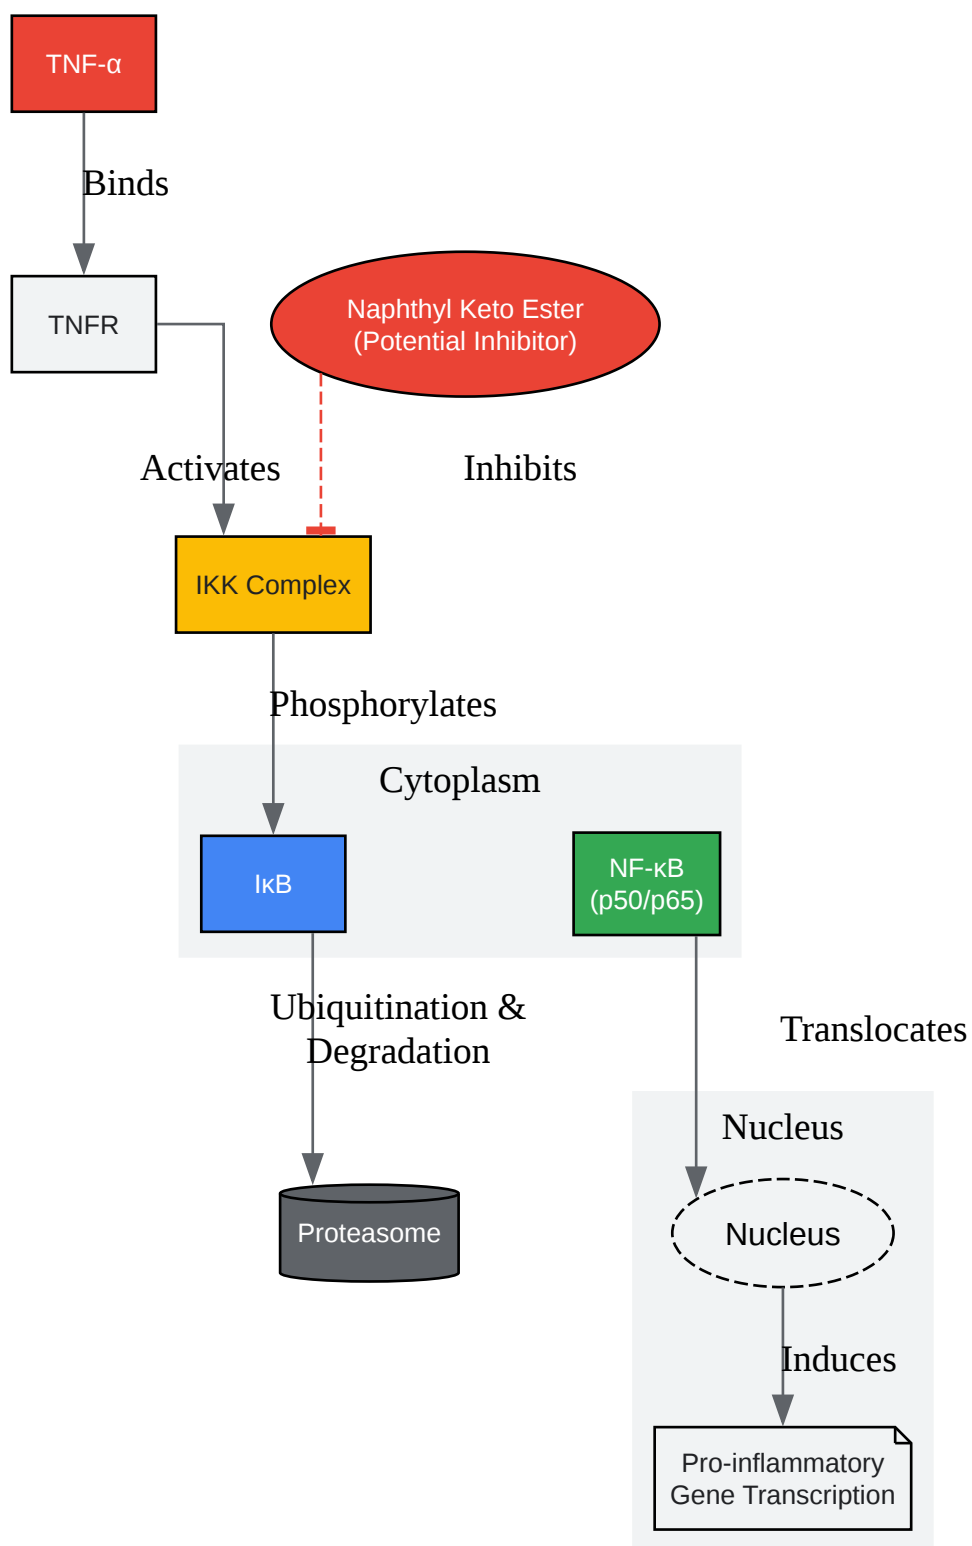 TNF-α
Binds
TNFR
Naphthyl Keto Ester
(Potential Inhibitor)
Activates
Inhibits
IKK Complex
Phosphorylates
Cytoplasm
IκB
NF-κB
(p50/p65)
Ubiquitination &
Degradation
Translocates
Nucleus
Proteasome
Nucleus
Induces
Pro-inflammatory
Gene Transcription